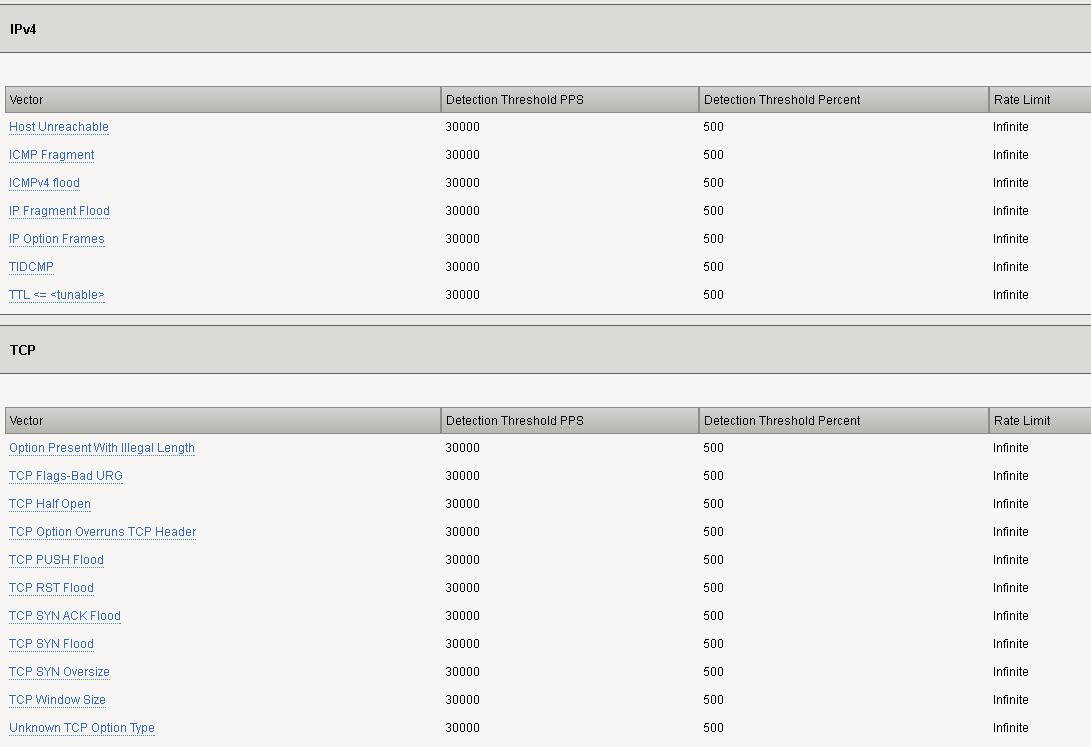 IPv4
Vector Detection Threshold PPS Detection Threshold Percent Rate Limit
Host Unreachable 30000 500 Infinite
ICMP Fragment 30000 500 Infinite
ICMPv4 flood 30000 500 Infinite
IP Fragment Flood 30000 500 Infinite
IP Option Frames 30000 500 Infinite
TIDCMP 30000 500 Infinite
TTL <= <tunable> 30000 500 Infinite
TCP
Vector Detection Threshold PPS Detection Threshold Percent Rate Limit
Option Present With Illegal Length 30000 500 Infinite
TCP Flags-Bad URG 30000 500 Infinite
TCP Half Open 30000 500 Infinite
TCP Option Overruns TCP Header 30000 500 Infinite
TCP PUSH Flood 30000 500 Infinite
TCP RST Flood 30000 500 Infinite
TCP SYN ACK Flood 30000 500 Infinite
TCP SYN Flood 30000 500 Infinite
TCP SYN Oversize 30000 500 Infinite
TCP Window Size 30000 500 Infinite
Unknown TCP Option Type 30000 500 Infinite